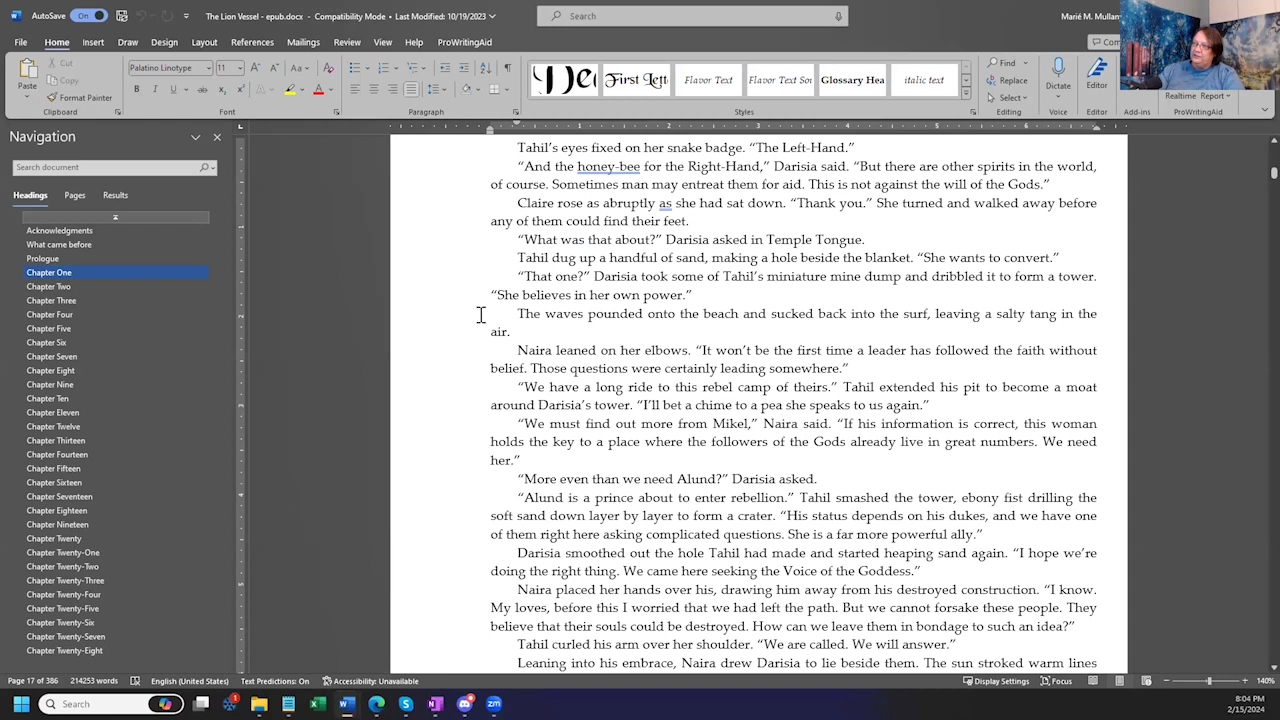 AutoSave On The Lion Vessel - epub.docx - Compatibility Mode • Last Modified: 10/19/2023 Search Marié M. Mullany
File Home Insert Draw Design Layout References Mailings Review View Help ProWritingAid
Paste Cut Copy Format Painter
Palatino Linotype 11
First Lett Flavor Text Flavor Text Son Glossary Hea italic text
Find Replace Select Dictate Editor Add-ins Realtime Report
Clipboard Font Paragraph Styles Editing Voice Editor Add-ins ProWritingAid
Navigation
Search document
Headings Pages Results
Acknowledgments
What came before
Prologue
Chapter One
Chapter Two
Chapter Three
Chapter Four
Chapter Five
Chapter Six
Chapter Seven
Chapter Eight
Chapter Nine
Chapter Ten
Chapter Eleven
Chapter Twelve
Chapter Thirteen
Chapter Fourteen
Chapter Fifteen
Chapter Sixteen
Chapter Seventeen
Chapter Eighteen
Chapter Nineteen
Chapter Twenty
Chapter Twenty-One
Chapter Twenty-Two
Chapter Twenty-Three
Chapter Twenty-Four
Chapter Twenty-Five
Chapter Twenty-Six
Chapter Twenty-Seven
Chapter Twenty-Eight
Tahil’s eyes fixed on her snake badge. “The Left-Hand.”
“And the honey-bee for the Right-Hand,” Darisia said. “But there are other spirits in the world,
of course. Sometimes man may entreat them for aid. This is not against the will of the Gods.”
Claire rose as abruptly as she had sat down. “Thank you.” She turned and walked away before
any of them could find their feet.
“What was that about?” Darisia asked in Temple Tongue.
Tahil dug up a handful of sand, making a hole beside the blanket. “She wants to convert.”
“That one?” Darisia took some of Tahil’s miniature mine dump and dribbled it to form a tower.
“She believes in her own power.”
The waves pounded onto the beach and sucked back into the surf, leaving a salty tang in the
air.
Naira leaned on her elbows. “It won’t be the first time a leader has followed the faith without
belief. Those questions were certainly leading somewhere.”
“We have a long ride to this rebel camp of theirs.” Tahil extended his pit to become a moat
around Darisia’s tower. “I’ll bet a chime to a pea she speaks to us again.”
“We must find out more from Mikel,” Naira said. “If his information is correct, this woman
holds the key to a place where the followers of the Gods already live in great numbers. We need
her.”
“More even than we need Alund?” Darisia asked.
“Alund is a prince about to enter rebellion.” Tahil smashed the tower, ebony fist drilling the
soft sand down layer by layer to form a crater. “His status depends on his dukes, and we have one
of them right here asking complicated questions. She is a far more powerful ally.”
Darisia smoothed out the hole Tahil had made and started heaping sand again. “I hope we’re
doing the right thing. We came here seeking the Voice of the Goddess.”
Naira placed her hands over his, drawing him away from his destroyed construction. “I know.
My loves, before this I worried that we had left the path. But we cannot forsake these people. They
believe that their souls could be destroyed. How can we leave them in bondage to such an idea?”
Tahil curled his arm over her shoulder. “We are called. We will answer.”
Leaning into his embrace, Naira drew Darisia to lie beside them. The sun stroked warm lines
Page 17 of 386 214253 words English (United States) Text Predictions: On Accessibility: Unavailable Display Settings Focus 140%
Search 8:04 PM
2/15/2024